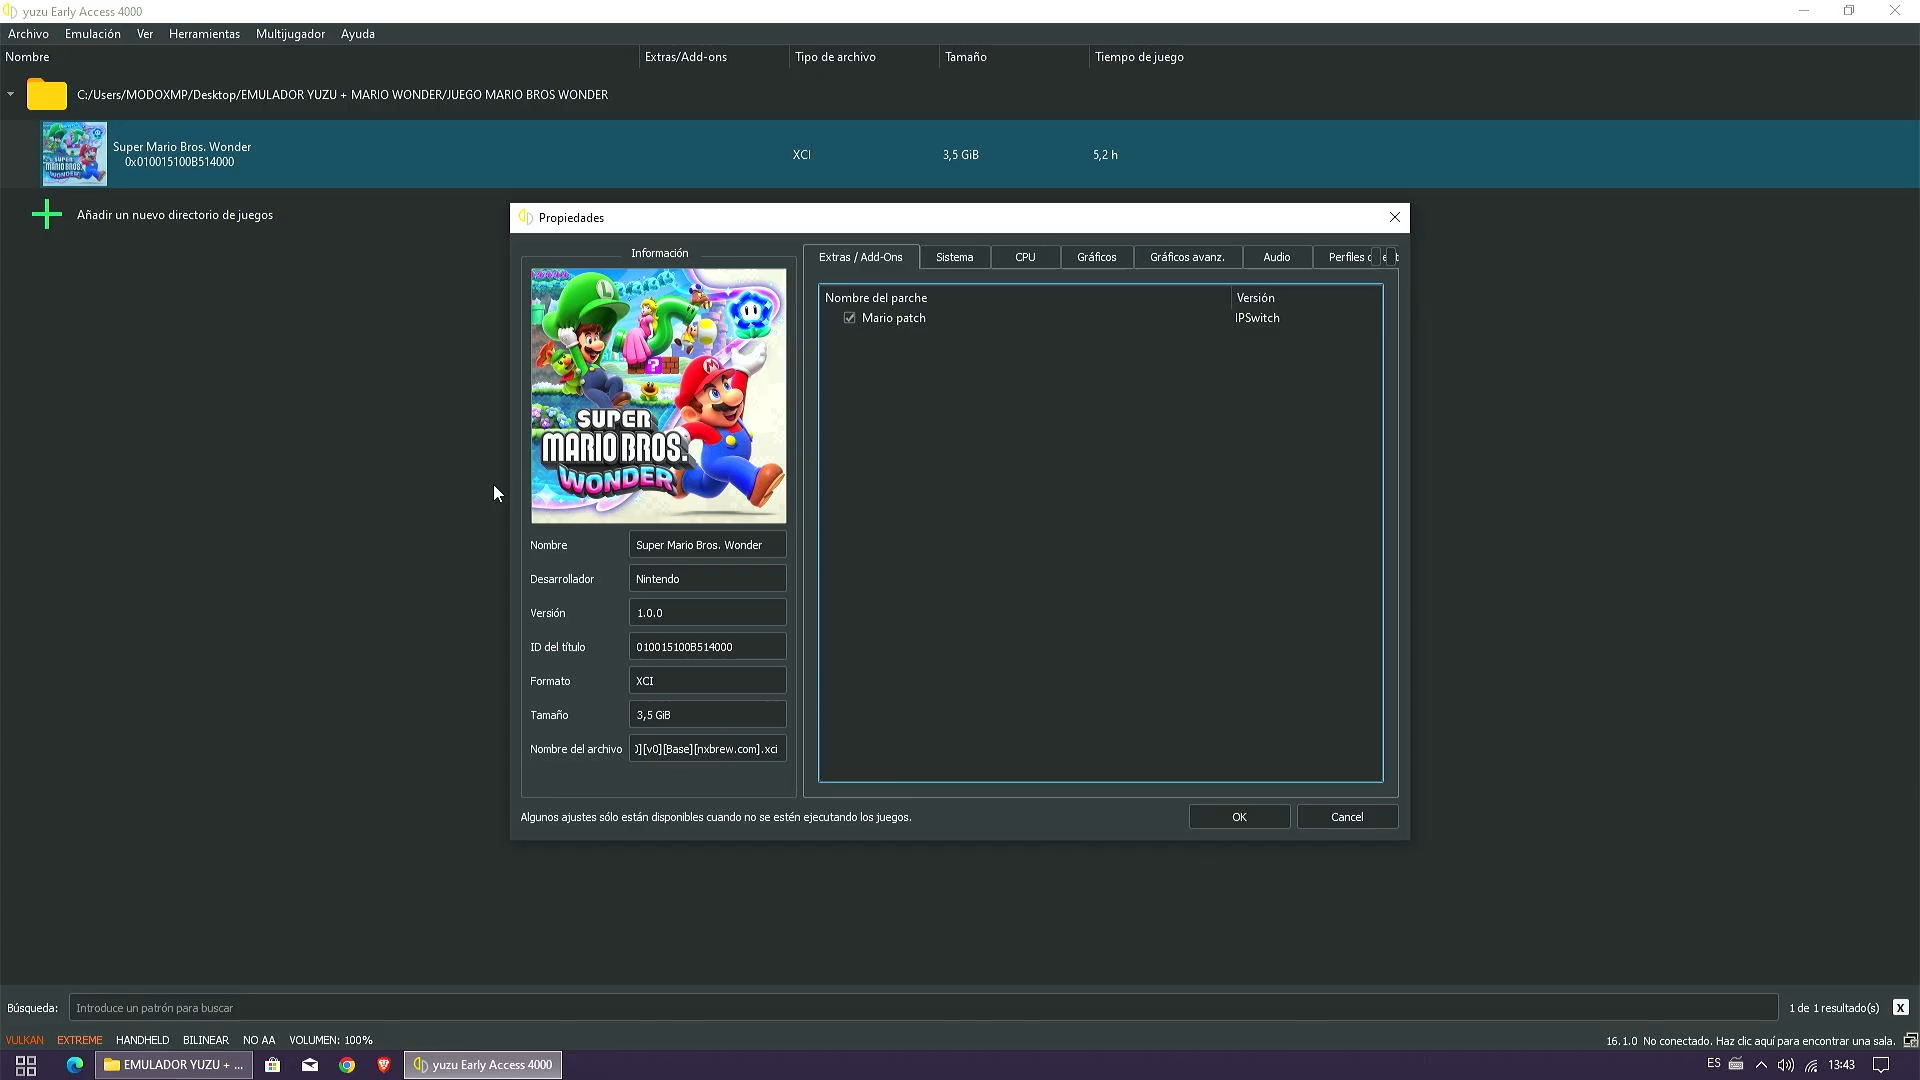 yuzu Early Access 4000
Archivo Emulación Ver Herramientas Multijugador Ayuda
Nombre Extras/Add-ons Tipo de archivo Tamaño Tiempo de juego
C:/Users/MODOXMP/Desktop/EMULADOR YUZU + MARIO WONDER/JUEGO MARIO BROS WONDER
SUPER
MARIO BROS.
WONDER
Super Mario Bros. Wonder
0x010015100B514000
XCI 3,5 GiB 5,2 h
Añadir un nuevo directorio de juegos
Propiedades
Información
SUPER
MARIO BROS.
WONDER
Nombre Super Mario Bros. Wonder
Desarrollador Nintendo
Versión 1.0.0
ID del título 010015100B514000
Formato XCI
Tamaño 3,5 GiB
Nombre del archivo ][v0][Base][nxbrew.com].xci
Extras / Add-Ons Sistema CPU Gráficos Gráficos avanz. Audio Perfiles
Nombre del parche Versión
Mario patch IPSwitch
Algunos ajustes sólo están disponibles cuando no se estén ejecutando los juegos.
OK Cancel
Búsqueda: Introduce un patrón para buscar 1 de 1 resultado(s) X
VULKAN EXTREME HANDHELD BILINEAR NO AA VOLUMEN: 100%
16.1.0 No conectado. Haz clic aquí para encontrar una sala.
EMULADOR YUZU + ... yuzu Early Access 4000 ES 13:43